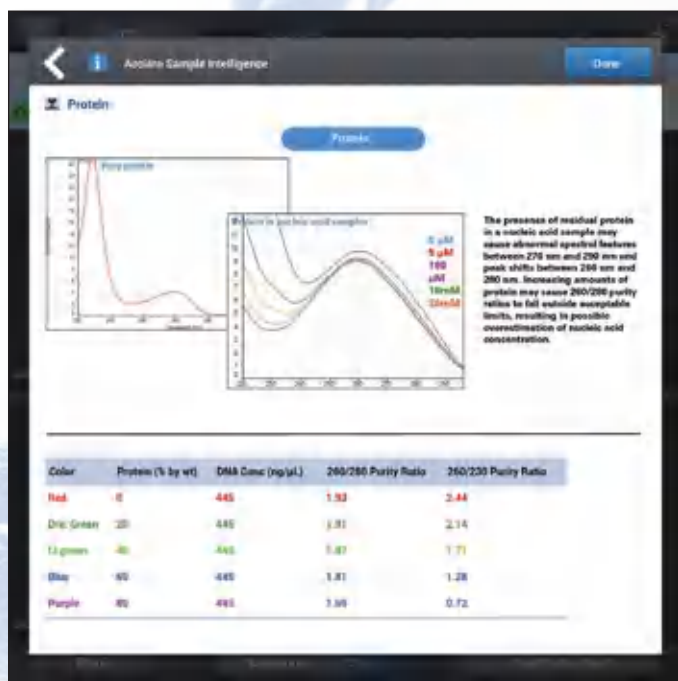 Acclaro Sample Intelligence
Done
Protein
Protein
Pure protein
Protein in nucleic acid samples
0 µM
5 µM
100
µM
10mM
The presence of residual protein
in a nucleic acid sample may
cause abnormal spectral features
between 270 nm and 290 nm and
peak shifts between 260 nm and
280 nm. Increasing amounts of
protein may cause 260/280 purity
ratios to fall outside acceptable
limits, resulting in possible
overestimation of nucleic acid
concentration.
Color Protein (% by wt) DNA Conc (ng/µL) 260/280 Purity Ratio 260/230 Purity Ratio
Red 0 445 1.92 2.44
Drk Green 20 445 1.91 2.14
Lt green 40 445 1.87 1.71
Blue 60 445 1.81 1.28
Purple 80 445 0.72